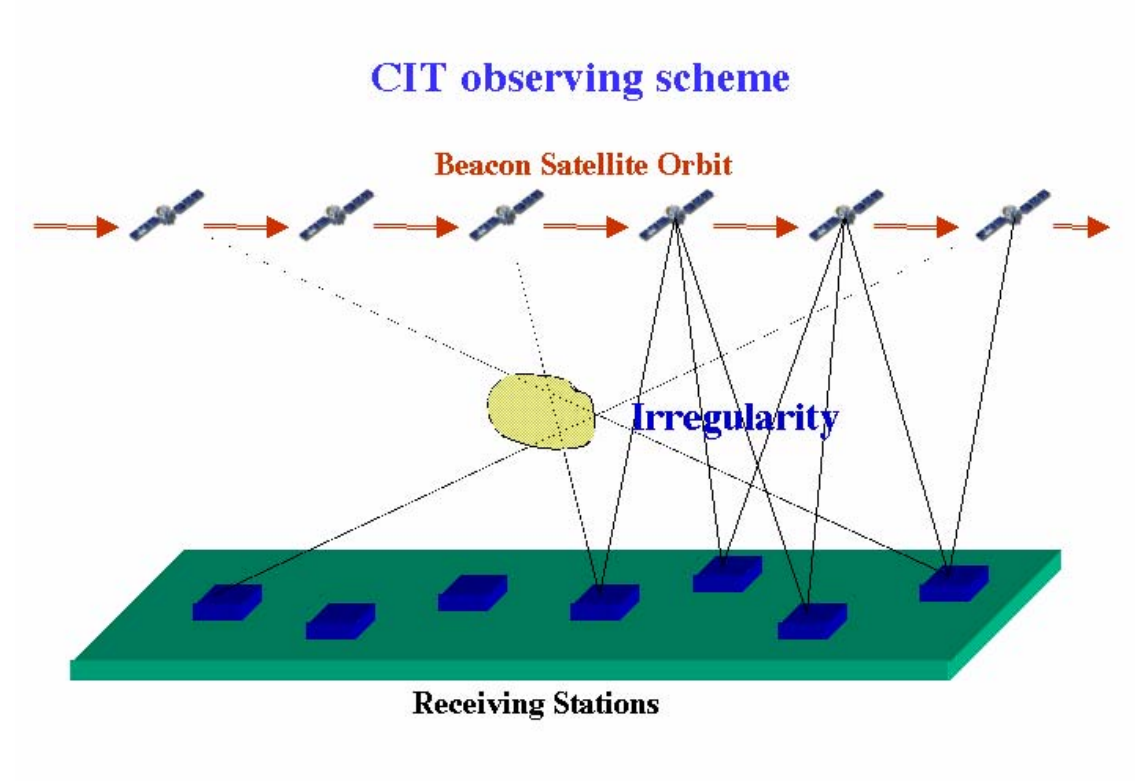 CIT observing scheme
Beacon Satellite Orbit
Irregularity
Receiving Stations